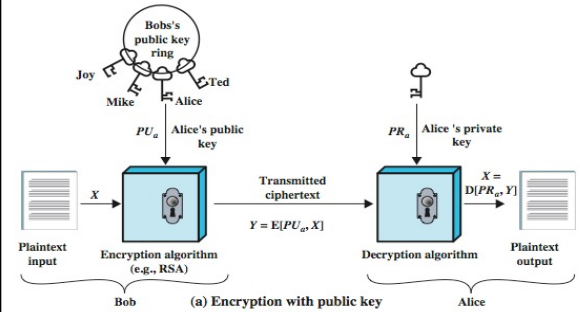 Bobs's
public key
ring
Joy
Ted
Mike
Alice
PUa
Alice's public
key
PRa
Alice 's private
key
X
Transmitted
ciphertext
X =
D[PRa, Y]
Y = E[PUa, X]
Plaintext
input
Encryption algorithm
(e.g., RSA)
Decryption algorithm
Plaintext
output
Bob
(a) Encryption with public key
Alice